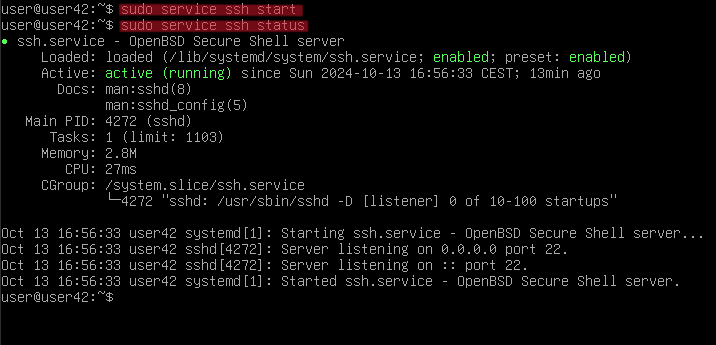 user@user42:~$ sudo service ssh start
user@user42:~$ sudo service ssh status
● ssh.service - OpenBSD Secure Shell server
Loaded: loaded (/lib/systemd/system/ssh.service; enabled; preset: enabled)
Active: active (running) since Sun 2024-10-13 16:56:33 CEST; 13min ago
Docs: man:sshd(8)
man:sshd_config(5)
Main PID: 4272 (sshd)
Tasks: 1 (limit: 1103)
Memory: 2.8M
CPU: 27ms
CGroup: /system.slice/ssh.service
└─4272 "sshd: /usr/sbin/sshd -D [listener] 0 of 10-100 startups"
Oct 13 16:56:33 user42 systemd[1]: Starting ssh.service - OpenBSD Secure Shell server...
Oct 13 16:56:33 user42 sshd[4272]: Server listening on 0.0.0.0 port 22.
Oct 13 16:56:33 user42 sshd[4272]: Server listening on :: port 22.
Oct 13 16:56:33 user42 systemd[1]: Started ssh.service - OpenBSD Secure Shell server.
user@user42:~$